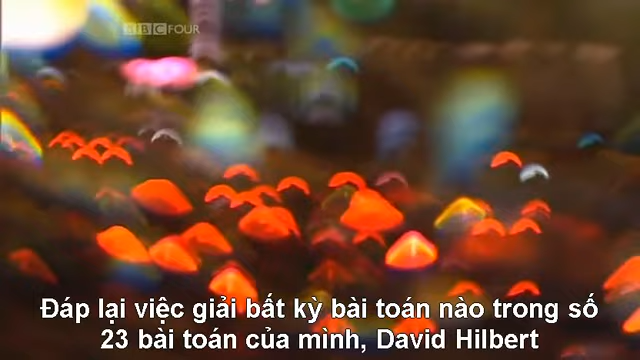 BBC FOUR
Đáp lại việc giải bất kỳ bài toán nào trong số
23 bài toán của mình, David Hilbert